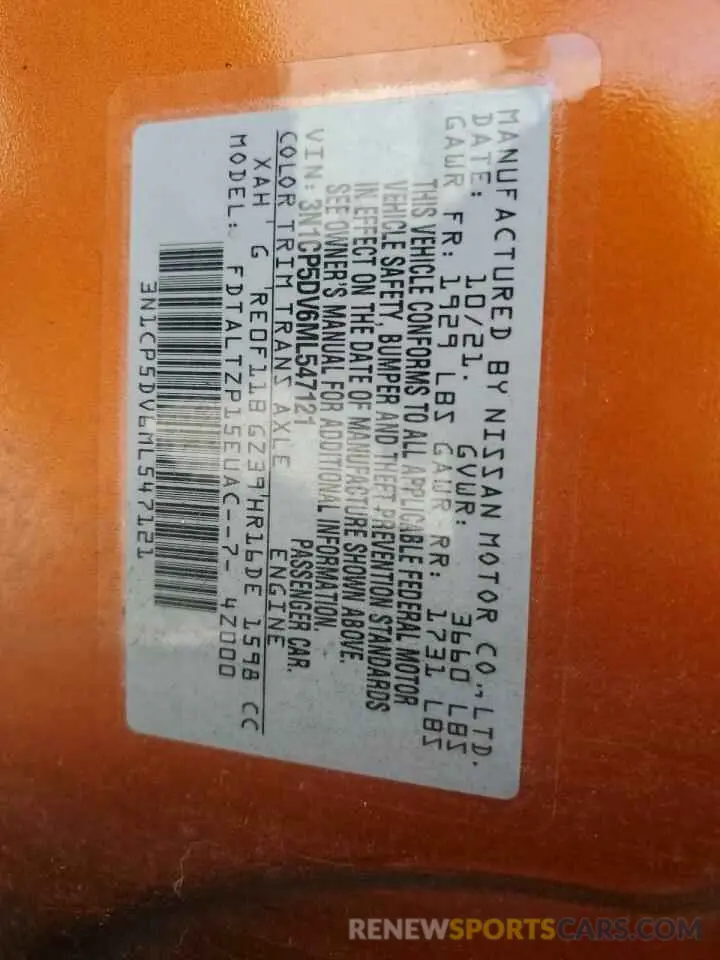 MANUFACTURED BY NISSAN MOTOR CO.,LTD.
DATE: 10/21. GVWR: 3660 LBS
GAWR FR: 1929 LBS GAWR RR: 1731 LBS
THIS VEHICLE CONFORMS TO ALL APPLICABLE FEDERAL MOTOR
VEHICLE SAFETY, BUMPER AND THEFT PREVENTION STANDARDS
IN EFFECT ON THE DATE OF MANUFACTURE SHOWN ABOVE.
SEE OWNER'S MANUAL FOR ADDITIONAL INFORMATION.
VIN: 3N1CP5DV6ML547121 PASSENGER CAR.
COLOR TRIM TRANS AXLE ENGINE
XAH' G 'RE0F11B GZ39'HR16DE 1598 CC
MODEL: FDTALTZP15EUAC--7- 4Z000
3N1CP5DV6ML547121
RENEWSPORTSCARS.COM